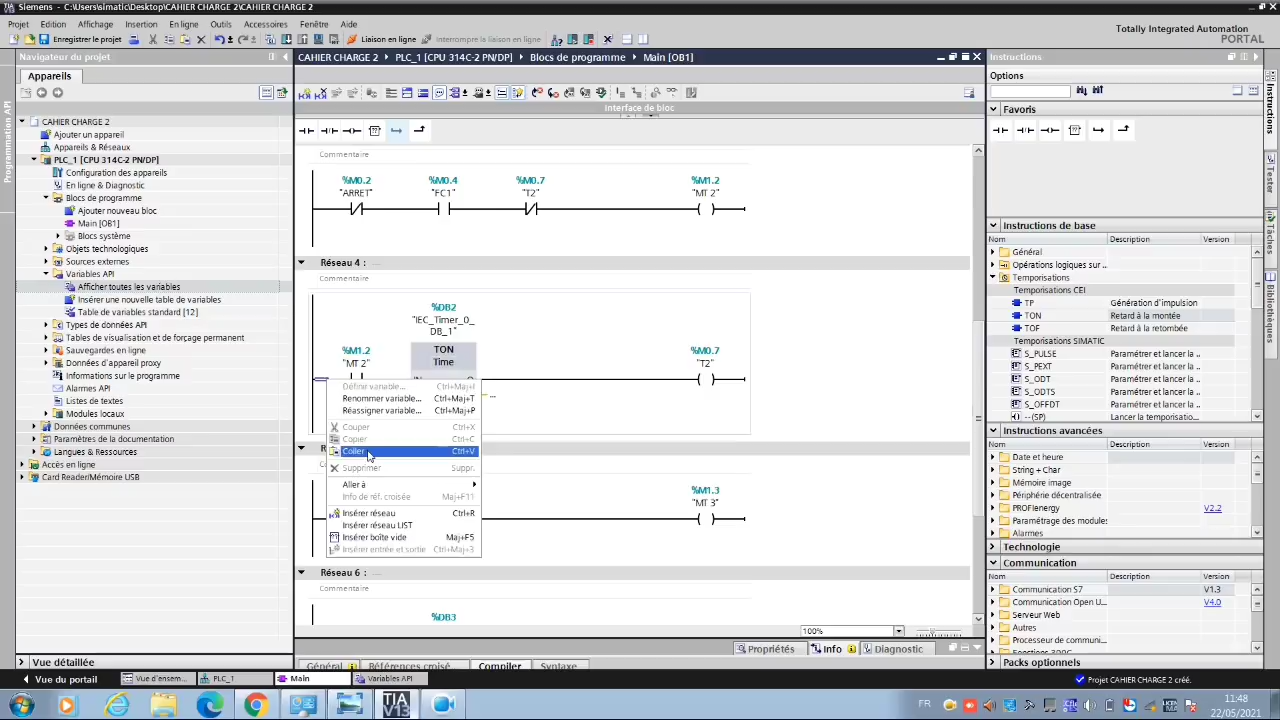 Siemens - C:\Users\simatic\Desktop\CAHIER CHARGE 2\CAHIER CHARGE 2
Projet Edition Affichage Insertion En ligne Outils Accessoires Fenêtre Aide
Totally Integrated Automation
PORTAL
Enregistrer le projet
Liaison en ligne
Interrompre la liaison en ligne
Navigateur du projet
CAHIER CHARGE 2 PLC_1 [CPU 314C-2 PN/DP] Blocs de programme Main [OB1]
Instructions
Appareils
Programmation API
CAHIER CHARGE 2
Ajouter un appareil
Appareils & Réseaux
PLC_1 [CPU 314C-2 PN/DP]
Configuration des appareils
En ligne & Diagnostic
Blocs de programme
Ajouter nouveau bloc
Main [OB1]
Blocs système
Objets technologiques
Sources externes
Variables API
Afficher toutes les variables
Insérer une nouvelle table de variables
Table de variables standard [12]
Types de données API
Tables de visualisation et de forçage permanent
Sauvegardes en ligne
Données d'appareil proxy
Informations sur le programme
Alarmes API
Listes de textes
Modules locaux
Données communes
Paramètres de la documentation
Langues & Ressources
Accès en ligne
Card Reader/Mémoire USB
Vue détaillée
Interface de bloc
Commentaire
%M0.2 %M0.4 %M0.7 %M1.2
"ARRET" "FC1" "T2" "MT 2"
Réseau 4 :
Commentaire
%DB2
"IEC_Timer_0_
DB_1"
TON
Time
%M1.2 %M0.7
"MT 2" "T2"
Définir variable... Ctrl+Maj+I
Renommer variable... Ctrl+Maj+T
Réassigner variable... Ctrl+Maj+P
Couper Ctrl+X
Copier Ctrl+C
Coller Ctrl+V
Supprimer Suppr.
Aller à
Info de réf. croisée Maj+F11
Insérer réseau Ctrl+R
Insérer réseau LIST
Insérer boîte vide Maj+F5
Insérer entrée et sortie Ctrl+Maj+3
...
%M1.3
"MT 3"
Réseau 6 :
Commentaire
%DB3
100%
Propriétés Info Diagnostic
Général Références crois... Compiler Syntaxe
Options
Favoris
Instructions de base
Nom Description Version
Général
Opérations logiques sur ...
Temporisations
Temporisations CEI
TP Génération d'impulsion
TON Retard à la montée
TOF Retard à la retombée
Temporisations SIMATIC
S_PULSE Paramétrer et lancer la ...
S_PEXT Paramétrer et lancer la ...
S_ODT Paramétrer et lancer la ...
S_ODTS Paramétrer et lancer la ...
S_OFFDT Paramétrer et lancer la ...
--(SP) Lancer la temporisatio...
Instructions avancées
Nom Description Version
Date et heure
String + Char
Mémoire image
Périphérie décentralisée
PROFIenergy V2.2
Paramétrage des modules
Alarmes
Technologie
Communication
Nom Description Version
Communication S7 V1.3
Communication Open U... V4.0
Serveur Web
Autres
Processeur de communi...
Packs optionnels
Instructions
Tester
Tâches
Bibliothèques
Vue du portail Vue d'ensem... PLC_1 Main Variables API
Projet CAHIER CHARGE 2 créé.
TIA
V13
FR
11:48
22/05/2021